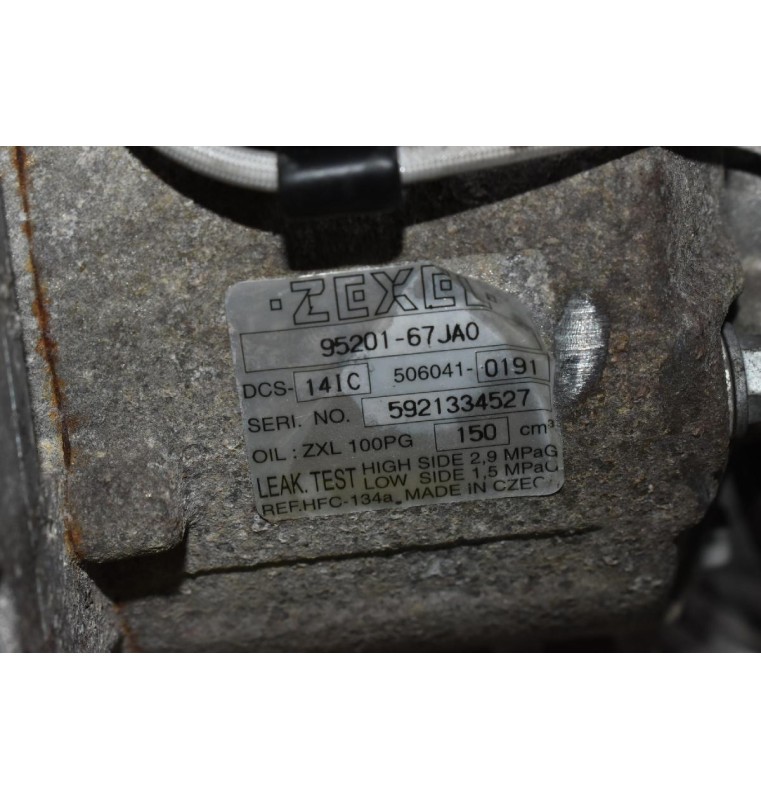 ·ZEXEL·
95201-67JA0
DCS-14IC 506041-0191
SERI. NO. 5921334527
OIL : ZXL 100PG 150 cm³
LEAK. TEST HIGH SIDE 2,9 MPaG
LOW SIDE 1,5 MPaG
REF.HFC-134a. MADE IN CZEC